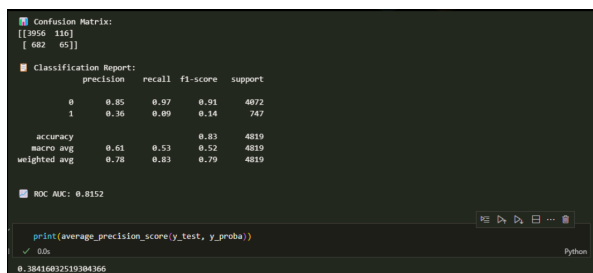 📊 Confusion Matrix:
[[3956  116]
 [ 682   65]]
📋 Classification Report:
              precision    recall  f1-score   support
           0       0.85      0.97      0.91      4072
           1       0.36      0.09      0.14       747
    accuracy                           0.83      4819
   macro avg       0.61      0.53      0.52      4819
weighted avg       0.78      0.83      0.79      4819
📈 ROC AUC: 0.8152
print(average_precision_score(y_test, y_proba))
✓ 0.0s Python
0.38416032519304366